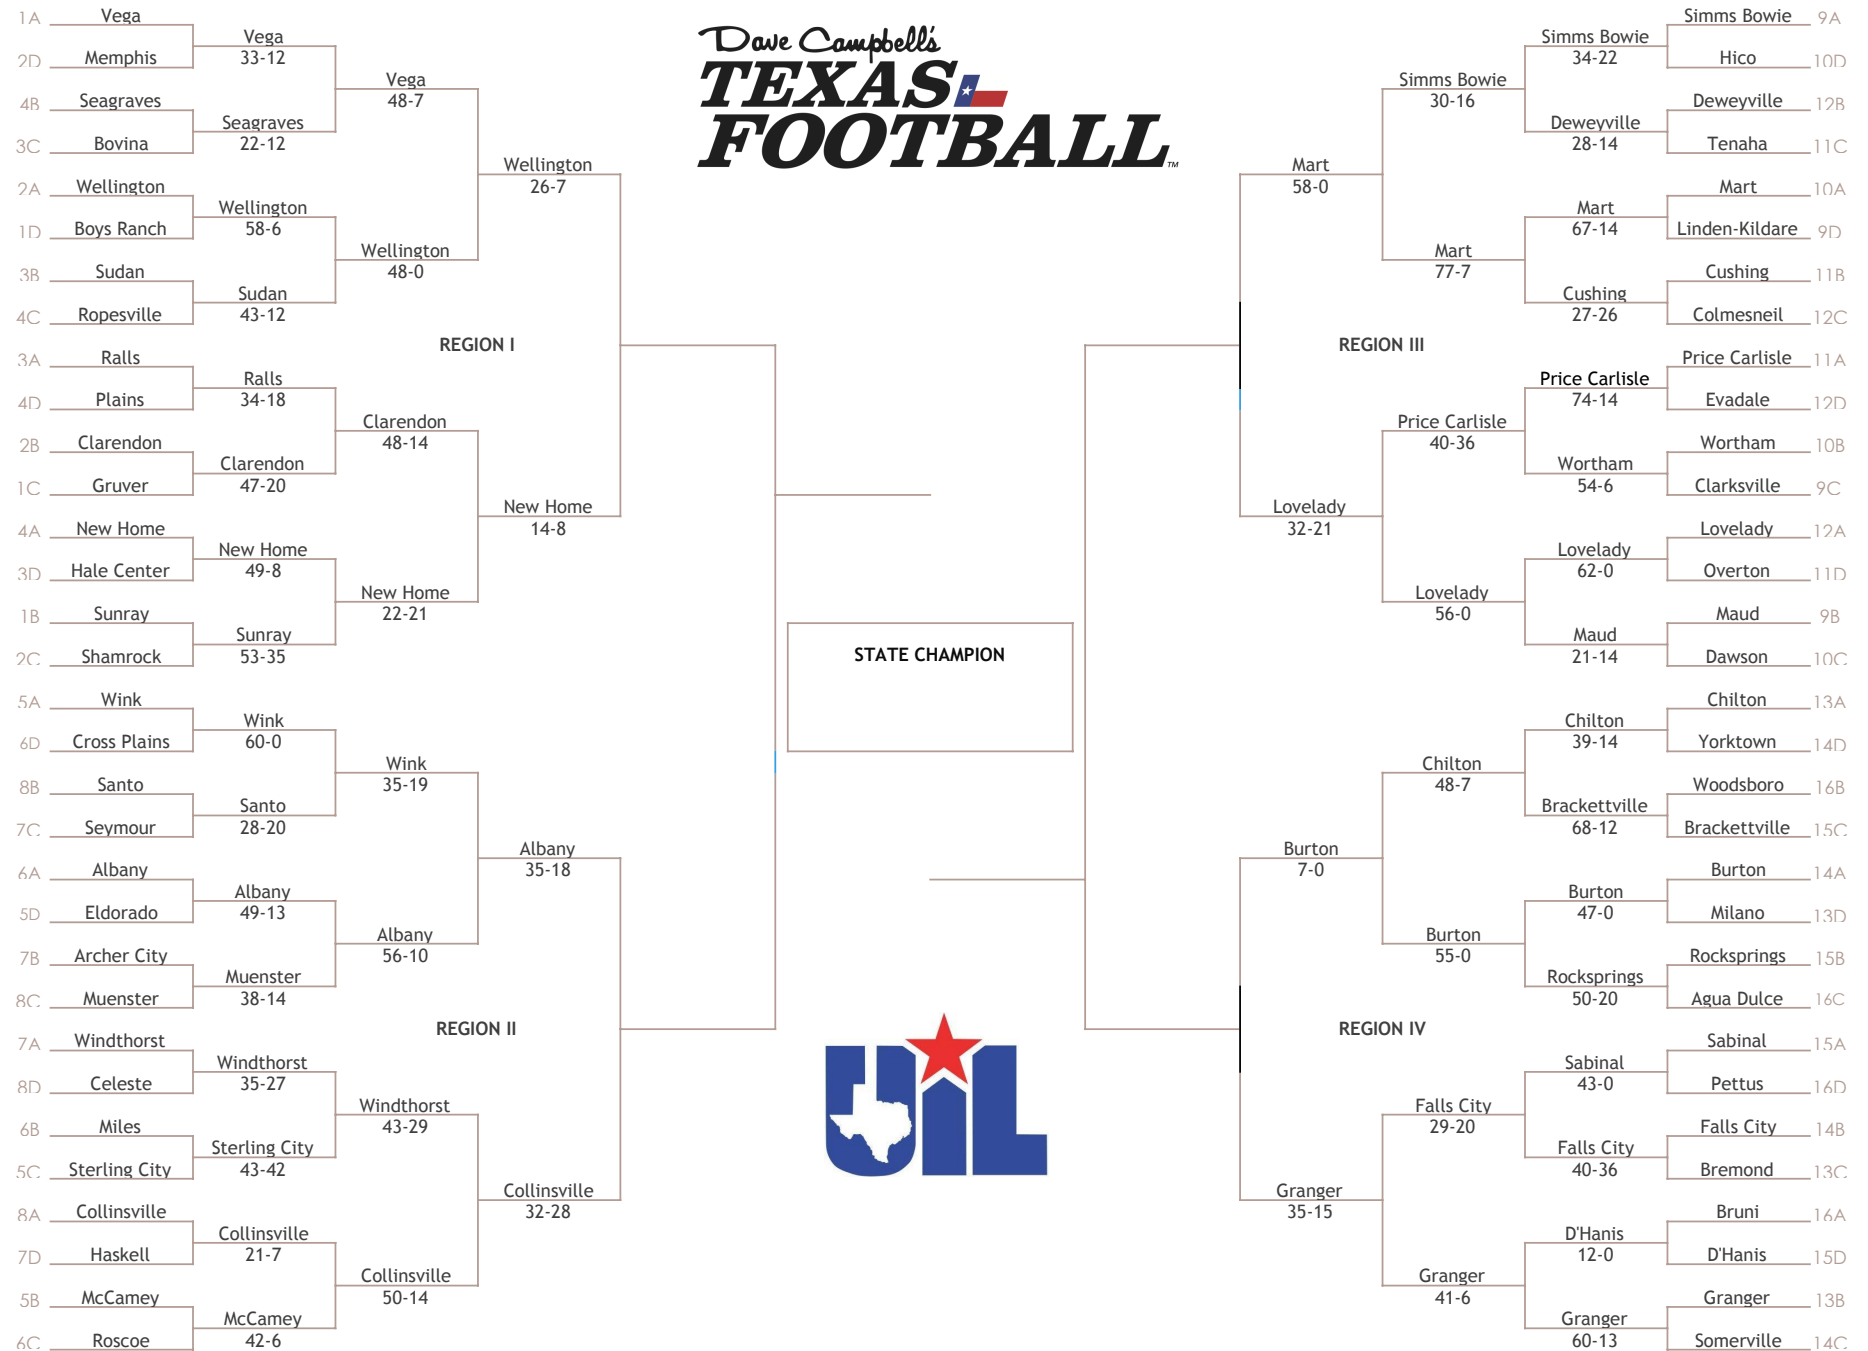 Dave Campbell's
TEXAS
FOOTBALL™
1A Vega
2D Memphis
4B Seagraves
3C Bovina
2A Wellington
1D Boys Ranch
3B Sudan
4C Ropesville
3A Ralls
4D Plains
2B Clarendon
1C Gruver
4A New Home
3D Hale Center
1B Sunray
2C Shamrock
5A Wink
6D Cross Plains
8B Santo
7C Seymour
6A Albany
5D Eldorado
7B Archer City
8C Muenster
7A Windthorst
8D Celeste
6B Miles
5C Sterling City
8A Collinsville
7D Haskell
5B McCamey
6C Roscoe
Vega
33-12
Seagraves
22-12
Wellington
58-6
Sudan
43-12
Ralls
34-18
Clarendon
47-20
New Home
49-8
Sunray
53-35
Wink
60-0
Santo
28-20
Albany
49-13
Muenster
38-14
Windthorst
35-27
Sterling City
43-42
Collinsville
21-7
McCamey
42-6
Vega
48-7
Wellington
48-0
Clarendon
48-14
New Home
22-21
Wink
35-19
Albany
56-10
Windthorst
43-29
Collinsville
50-14
Wellington
26-7
New Home
14-8
Albany
35-18
Collinsville
32-28
REGION I
REGION II
STATE CHAMPION
UIL
REGION III
REGION IV
Mart
58-0
Lovelady
32-21
Burton
7-0
Granger
35-15
Simms Bowie
30-16
Mart
77-7
Price Carlisle
40-36
Lovelady
56-0
Chilton
48-7
Burton
55-0
Falls City
29-20
Granger
41-6
Simms Bowie
34-22
Deweyville
28-14
Mart
67-14
Cushing
27-26
Price Carlisle
74-14
Wortham
54-6
Lovelady
62-0
Maud
21-14
Chilton
39-14
Brackettville
68-12
Burton
47-0
Rocksprings
50-20
Sabinal
43-0
Falls City
40-36
D'Hanis
12-0
Granger
60-13
Simms Bowie 9A
Hico 10D
Deweyville 12B
Tenaha 11C
Mart 10A
Linden-Kildare 9D
Cushing 11B
Colmesneil 12C
Price Carlisle 11A
Evadale 12D
Wortham 10B
Clarksville 9C
Lovelady 12A
Overton 11D
Maud 9B
Dawson 10C
Chilton 13A
Yorktown 14D
Woodsboro 16B
Brackettville 15C
Burton 14A
Milano 13D
Rocksprings 15B
Agua Dulce 16C
Sabinal 15A
Pettus 16D
Falls City 14B
Bremond 13C
Bruni 16A
D'Hanis 15D
Granger 13B
Somerville 14C